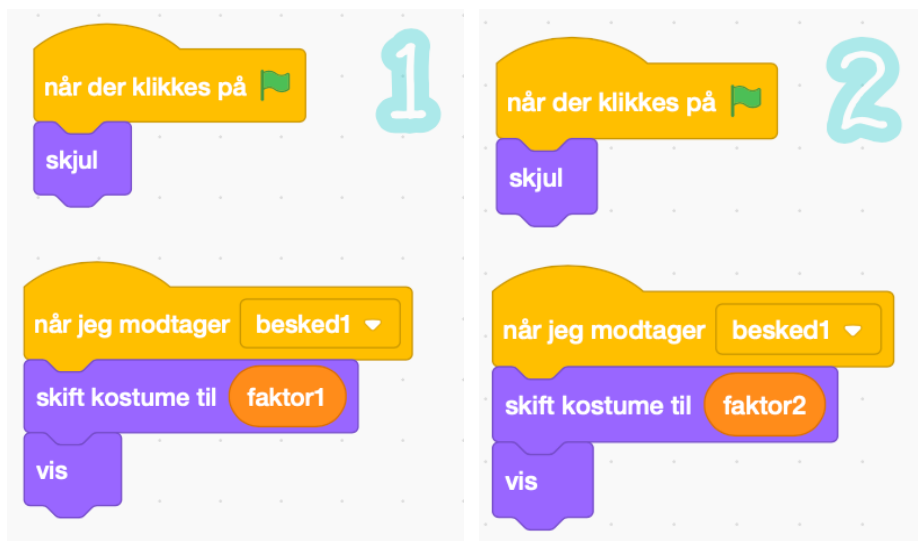 når der klikkes på
skjul
1
når jeg modtager besked1
skift kostume til faktor1
vis
når der klikkes på
skjul
2
når jeg modtager besked1
skift kostume til faktor2
vis